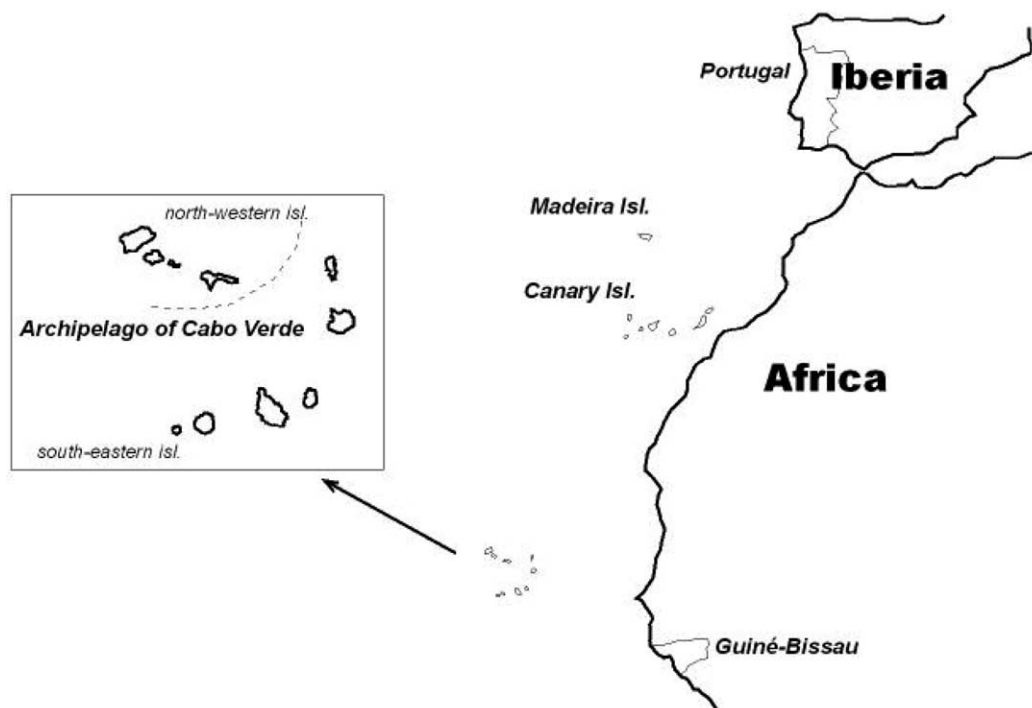 Portugal
Iberia
north-western isl.
Madeira Isl.
Canary Isl.
Archipelago of Cabo Verde
Africa
south-eastern isl.
Guiné-Bissau